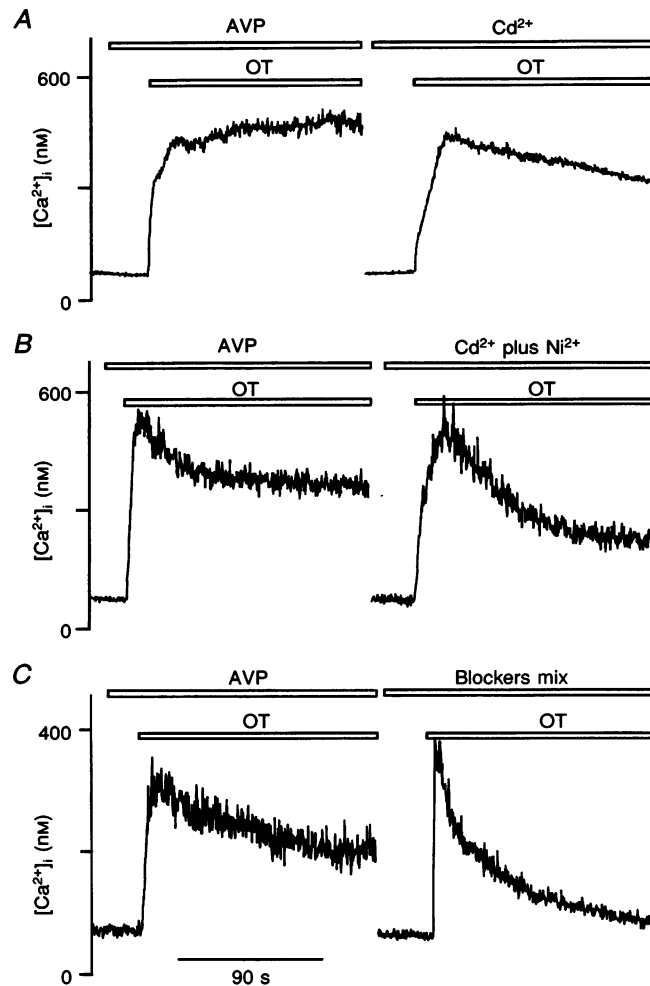 A
AVP
Cd²⁺
600
OT
OT
[Ca²⁺]ᵢ (nM)
0
B
AVP
Cd²⁺ plus Ni²⁺
600
OT
OT
[Ca²⁺]ᵢ (nM)
0
C
AVP
Blockers mix
400
OT
OT
[Ca²⁺]ᵢ (nM)
0
90 s